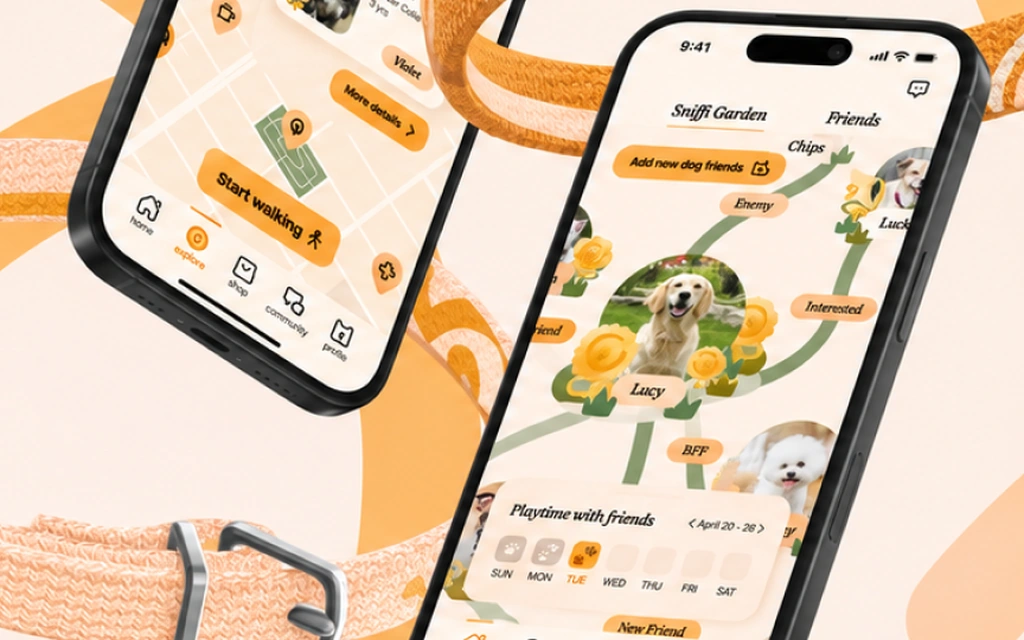 3 yrs
Violet
More details >
Start walking
home
explore
shop
community
profile
9:41
Sniffi Garden
Friends
Add new dog friends
Chips
Enemy
Interested
Lucy
BFF
Playtime with friends
< April 20 - 26 >
SUN MON TUE WED THU FRI SAT
New Friend